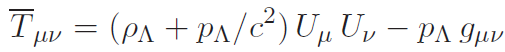 T̅_μν = (ρ_Λ + p_Λ/c²) U_μ U_ν − p_Λ g_μν